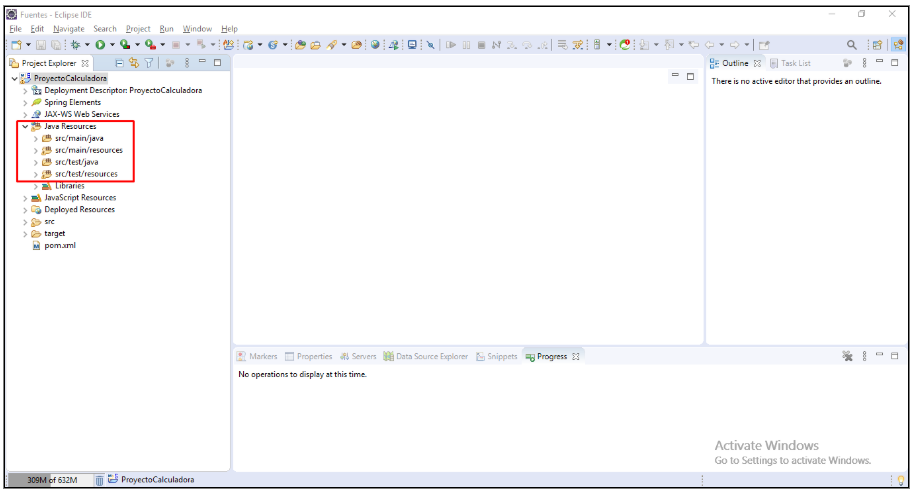 Fuentes - Eclipse IDE
File Edit Navigate Search Project Run Window Help
Project Explorer
ProyectoCalculadora
Deployment Descriptor: ProyectoCalculadora
Spring Elements
JAX-WS Web Services
Java Resources
src/main/java
src/main/resources
src/test/java
src/test/resources
Libraries
JavaScript Resources
Deployed Resources
src
target
pom.xml
Outline Task List
There is no active editor that provides an outline.
Markers Properties Servers Data Source Explorer Snippets Progress
No operations to display at this time.
Activate Windows
Go to Settings to activate Windows.
309M of 632M ProyectoCalculadora